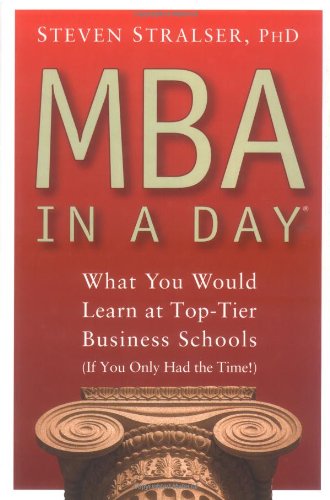 STEVEN STRALSER, PHD
MBA
IN A DAY®
What You Would
Learn at Top-Tier
Business Schools
(If You Only Had the Time!)